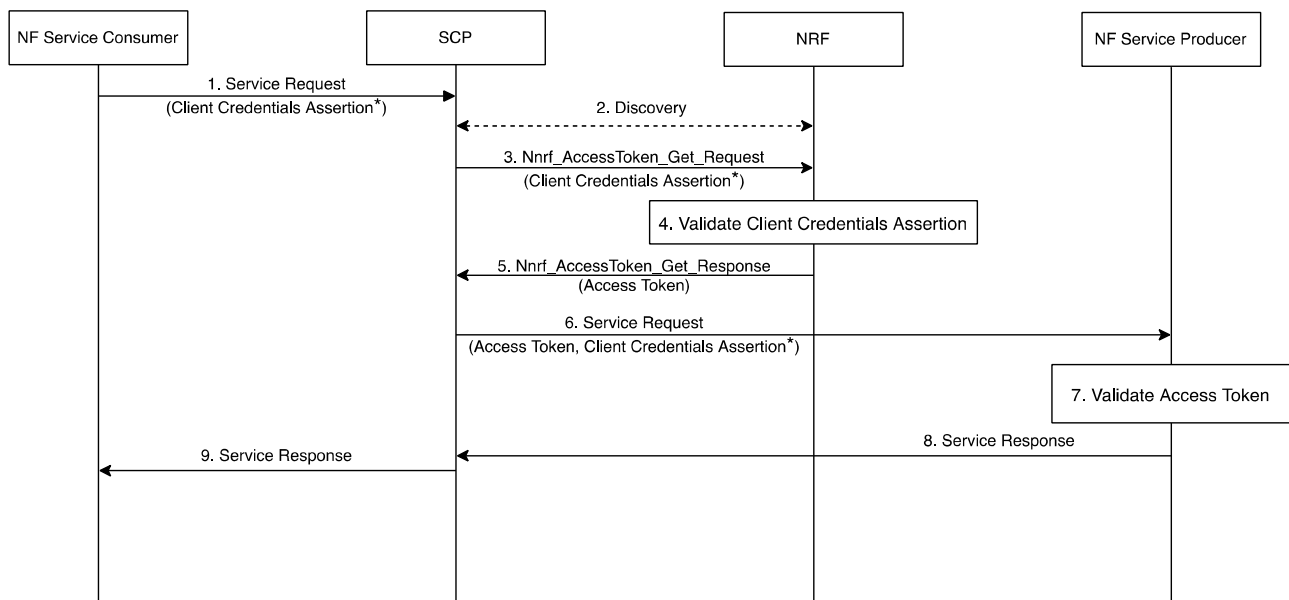 NF Service Consumer
SCP
NRF
NF Service Producer
1. Service Request
(Client Credentials Assertion*)
2. Discovery
3. Nnrf_AccessToken_Get_Request
(Client Credentials Assertion*)
4. Validate Client Credentials Assertion
5. Nnrf_AccessToken_Get_Response
(Access Token)
6. Service Request
(Access Token, Client Credentials Assertion*)
7. Validate Access Token
8. Service Response
9. Service Response